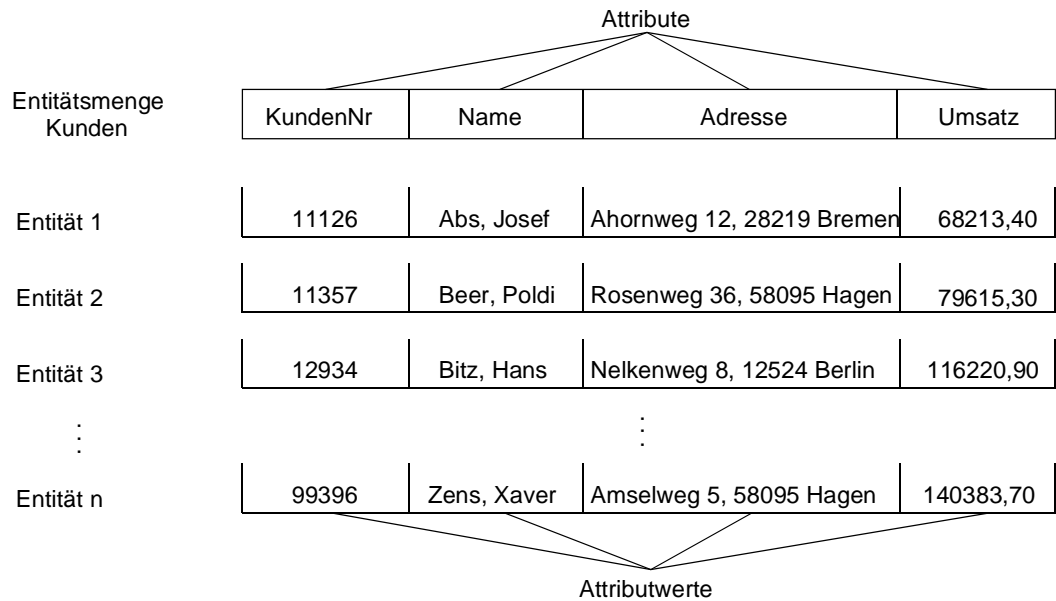 Attribute
Entitätsmenge
Kunden
KundenNr Name Adresse Umsatz
Entität 1 11126 Abs, Josef Ahornweg 12, 28219 Bremen 68213,40
Entität 2 11357 Beer, Poldi Rosenweg 36, 58095 Hagen 79615,30
Entität 3 12934 Bitz, Hans Nelkenweg 8, 12524 Berlin 116220,90
Entität n 99396 Zens, Xaver Amselweg 5, 58095 Hagen 140383,70
Attributwerte